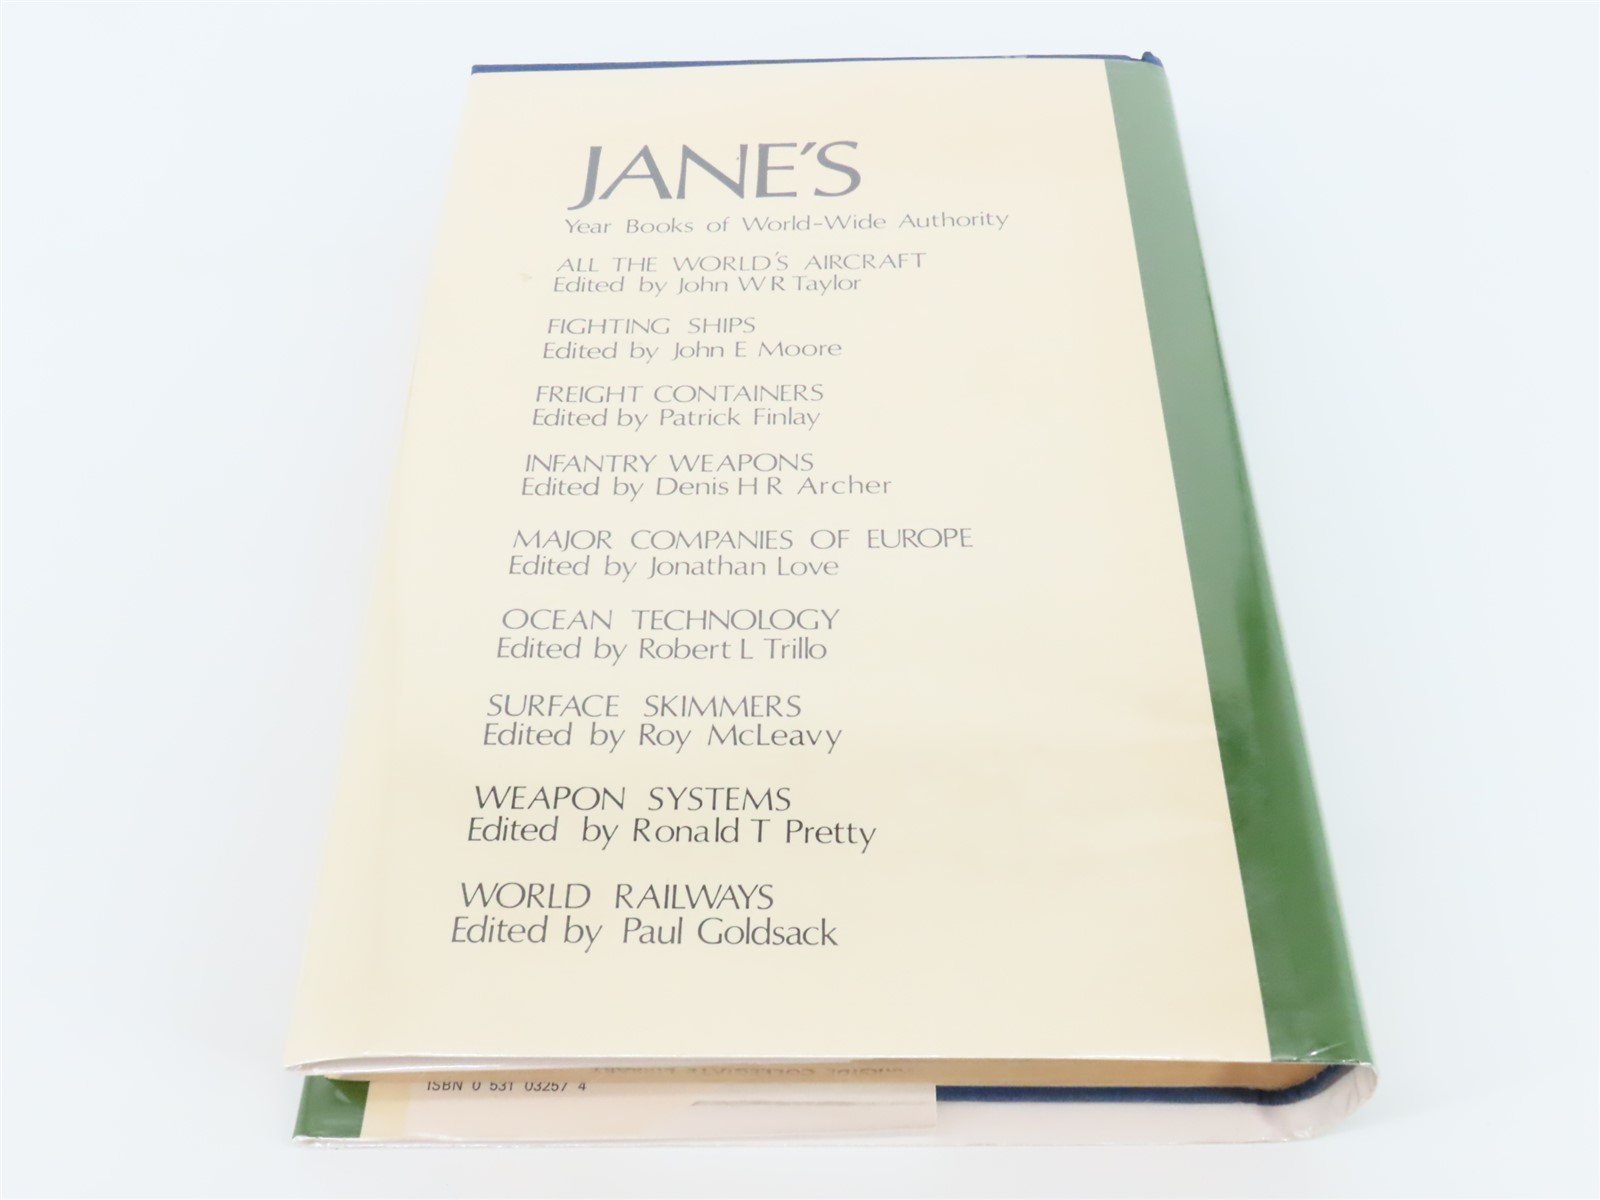 JANE'S
Year Books of World-Wide Authority
ALL THE WORLD'S AIRCRAFT
Edited by John W R Taylor
FIGHTING SHIPS
Edited by John E Moore
FREIGHT CONTAINERS
Edited by Patrick Finlay
INFANTRY WEAPONS
Edited by Denis H R Archer
MAJOR COMPANIES OF EUROPE
Edited by Jonathan Love
OCEAN TECHNOLOGY
Edited by Robert L Trillo
SURFACE SKIMMERS
Edited by Roy McLeavy
WEAPON SYSTEMS
Edited by Ronald T Pretty
WORLD RAILWAYS
Edited by Paul Goldsack
ISBN 0 531 03257 4